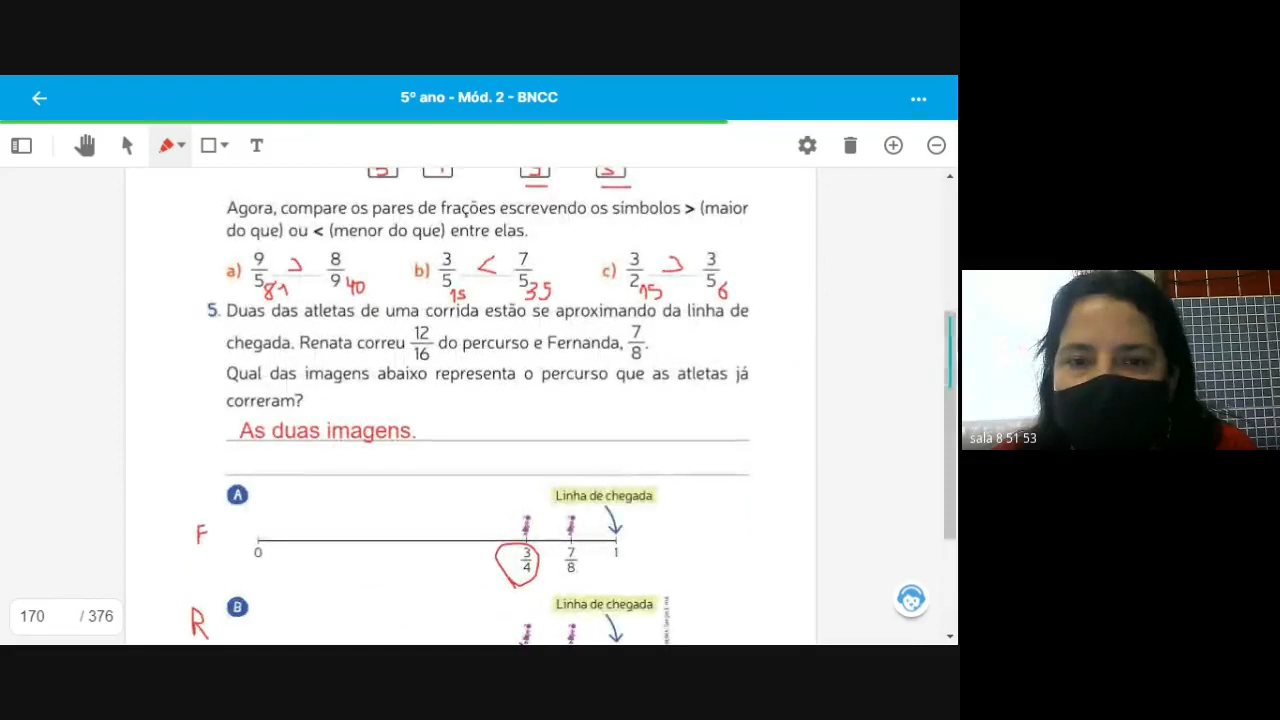 5º ano - Mód. 2 - BNCC
T
Agora, compare os pares de frações escrevendo os símbolos > (maior
do que) ou < (menor do que) entre elas.
a) 9/5 > 8/9 b) 3/5 < 7/5 c) 3/2 > 3/5
81 40 15 35 15 6
5. Duas das atletas de uma corrida estão se aproximando da linha de
chegada. Renata correu 12/16 do percurso e Fernanda, 7/8.
Qual das imagens abaixo representa o percurso que as atletas já
correram?
As duas imagens.
A Linha de chegada
F
0 3/4 7/8 1
B Linha de chegada
R
170 / 376
sala 8 51 53